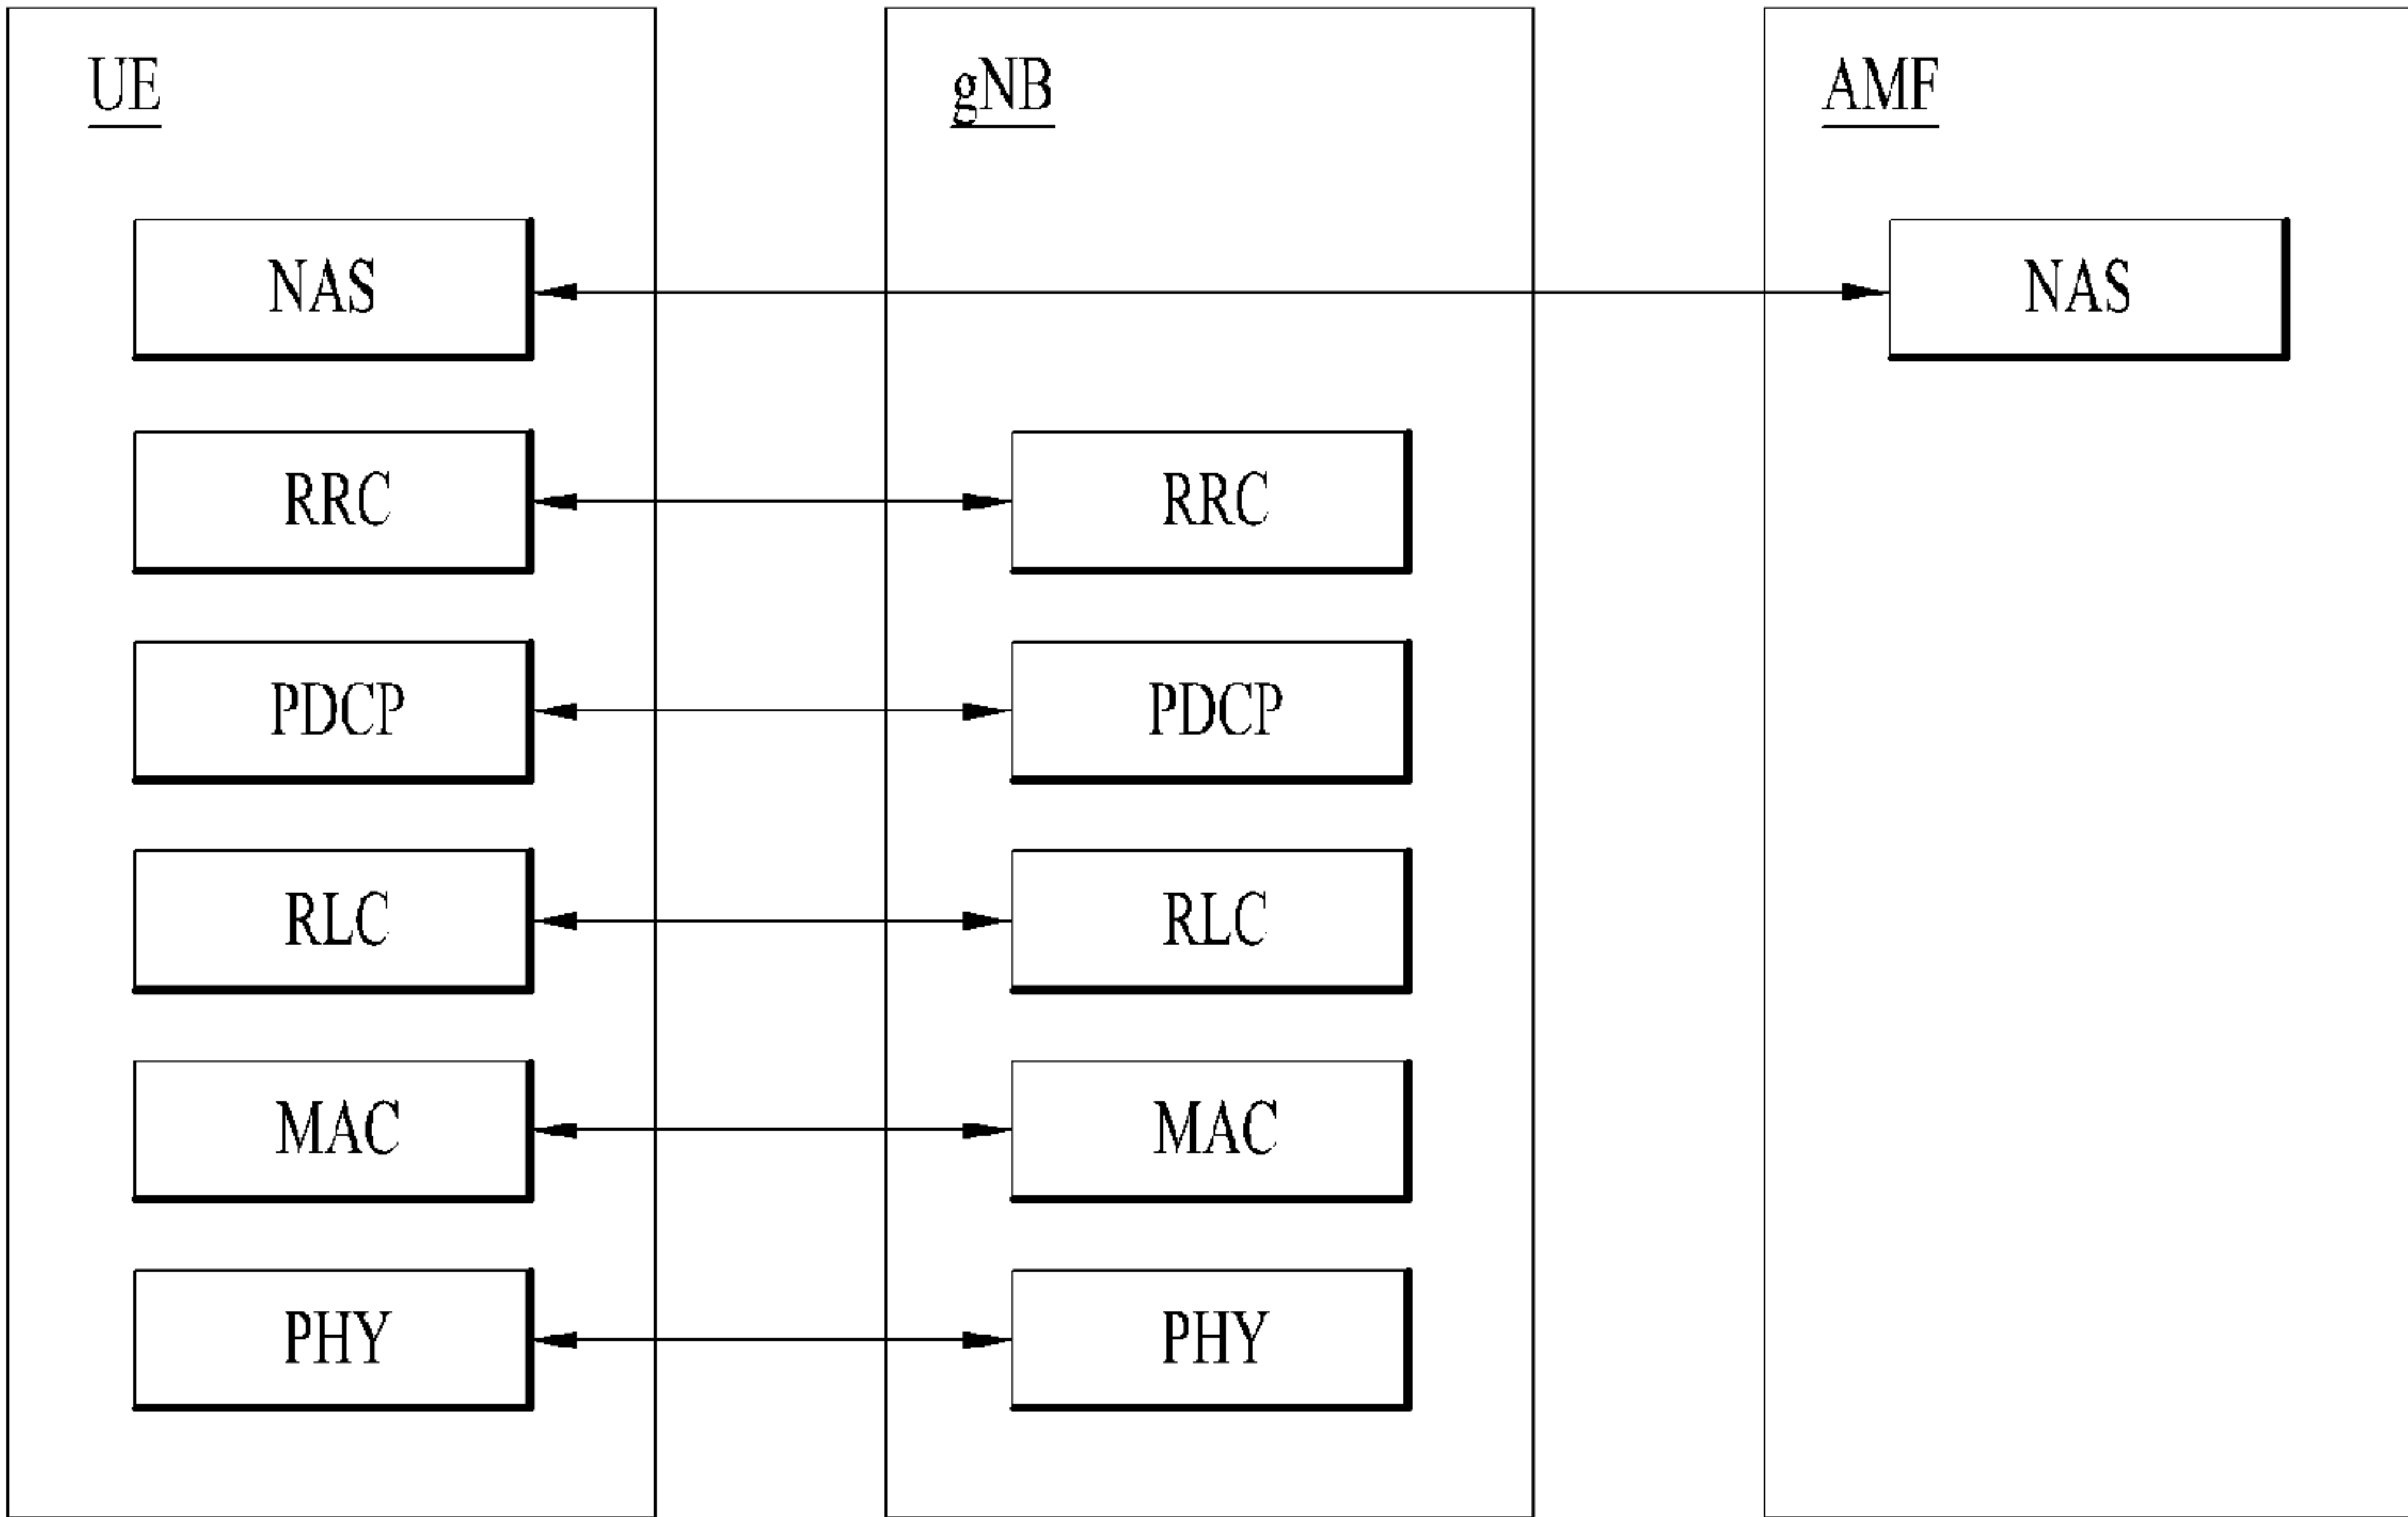 UE gNB AMF
NAS NAS
RRC RRC
PDCP PDCP
RLC RLC
MAC MAC
PHY PHY